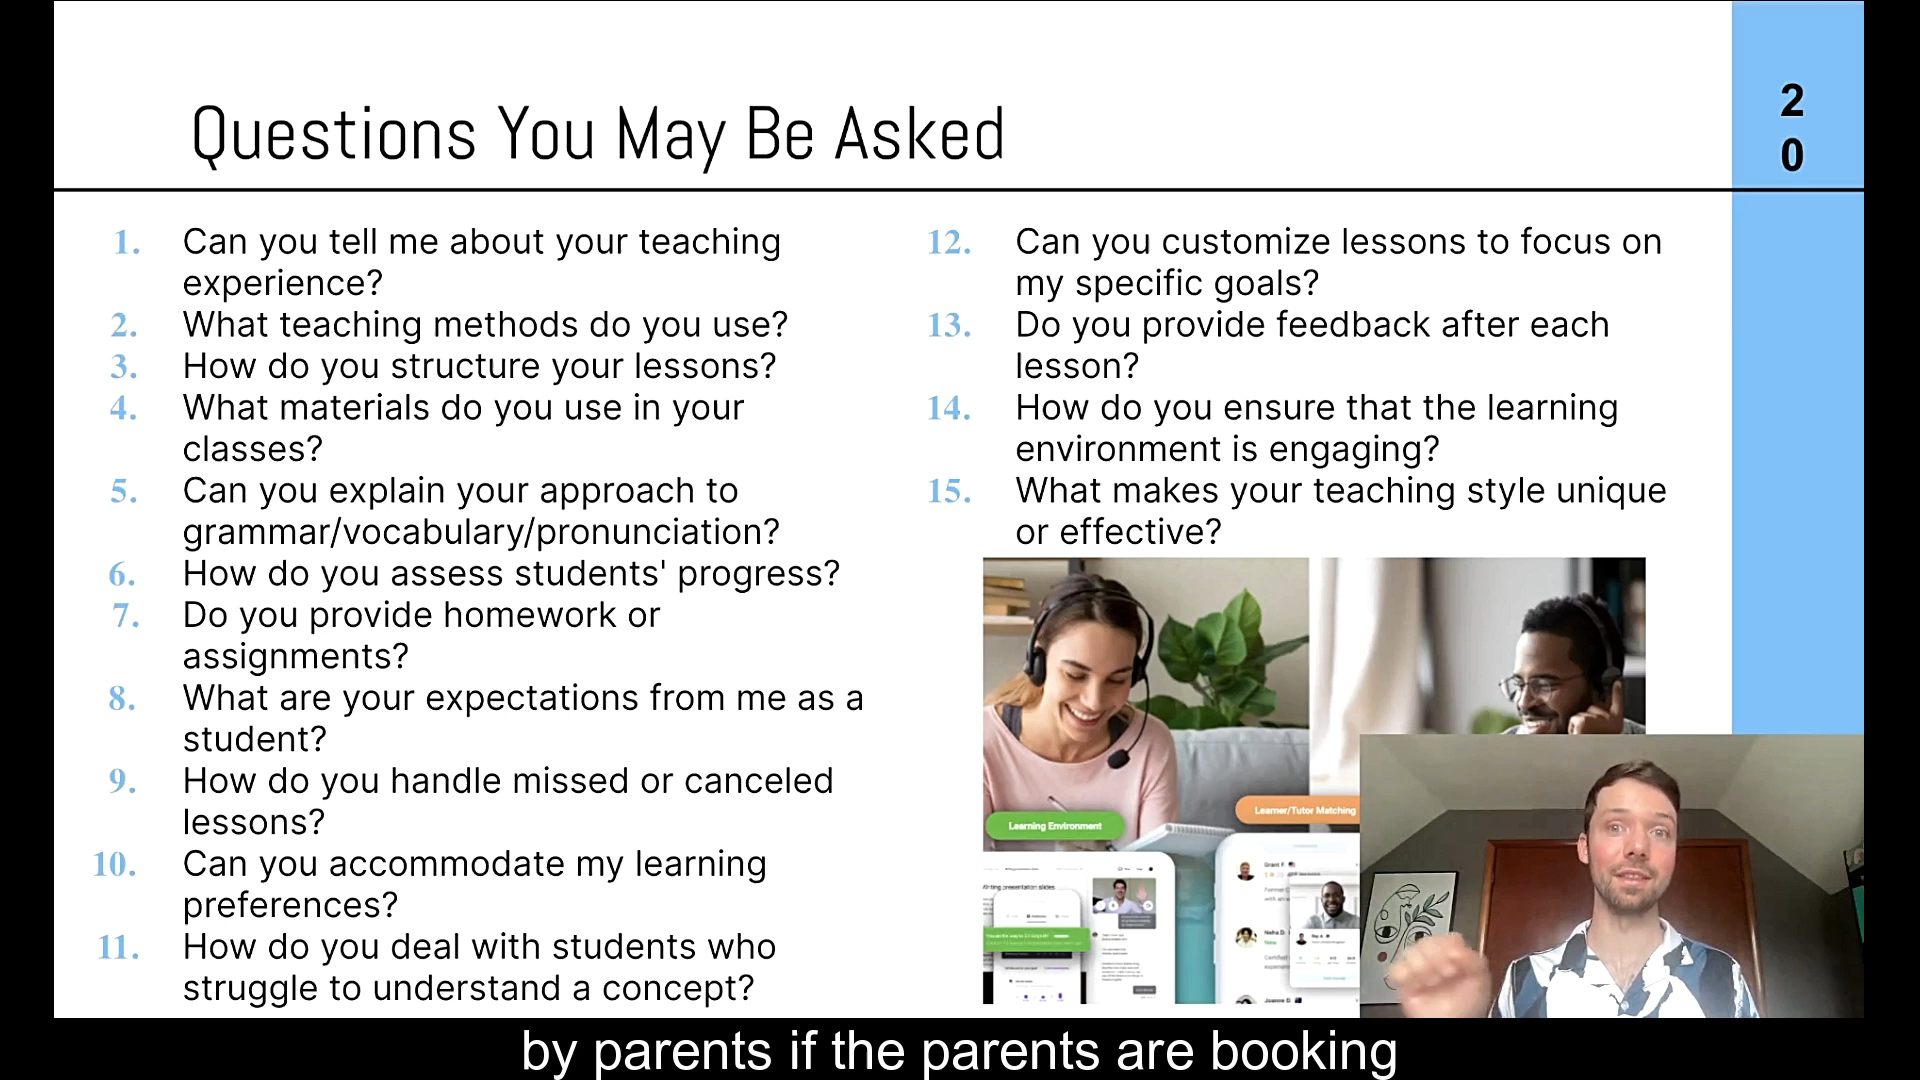 Questions You May Be Asked
2
0
1. Can you tell me about your teaching
experience?
2. What teaching methods do you use?
3. How do you structure your lessons?
4. What materials do you use in your
classes?
5. Can you explain your approach to
grammar/vocabulary/pronunciation?
6. How do you assess students' progress?
7. Do you provide homework or
assignments?
8. What are your expectations from me as a
student?
9. How do you handle missed or canceled
lessons?
10. Can you accommodate my learning
preferences?
11. How do you deal with students who
struggle to understand a concept?
12. Can you customize lessons to focus on
my specific goals?
13. Do you provide feedback after each
lesson?
14. How do you ensure that the learning
environment is engaging?
15. What makes your teaching style unique
or effective?
Learning Environment
Learner/Tutor Matching
Grant F.
Neha D.
Joanne D.
by parents if the parents are booking